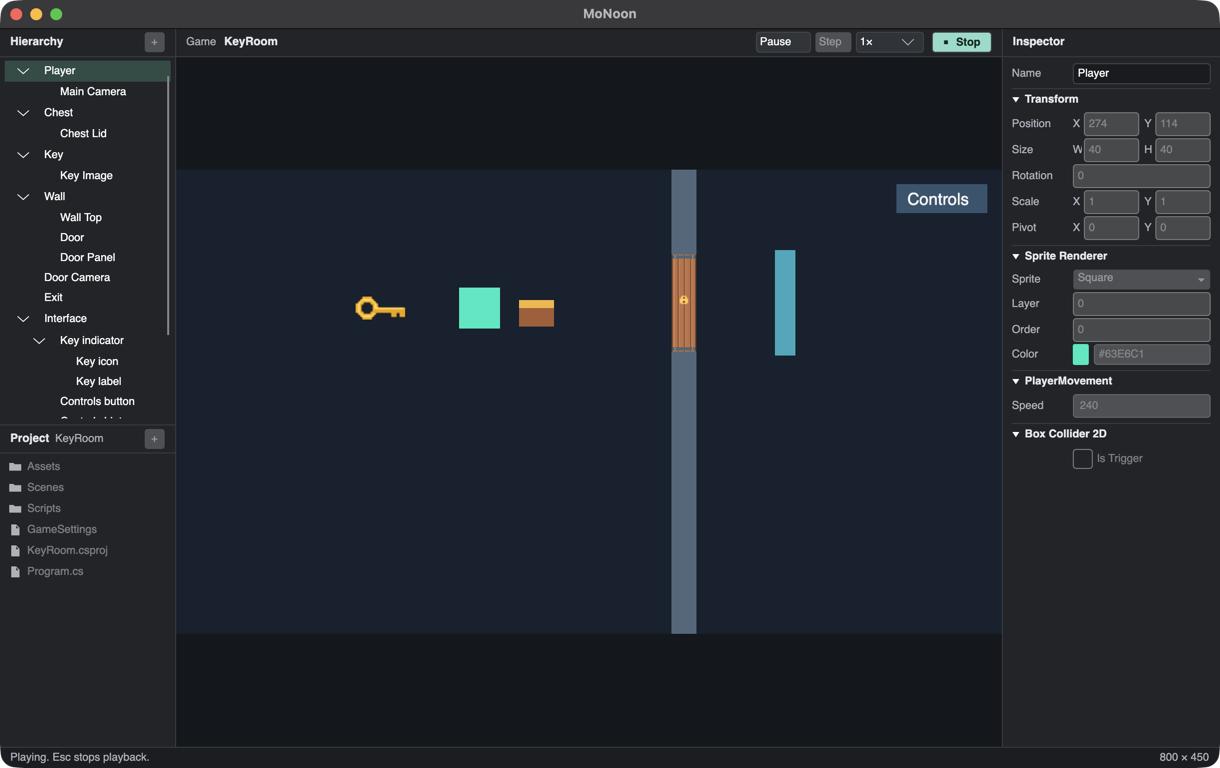 MoNoon
Hierarchy +
Game KeyRoom Pause Step 1× Stop
Inspector
Player
Main Camera
Chest
Chest Lid
Key
Key Image
Wall
Wall Top
Door
Door Panel
Door Camera
Exit
Interface
Key indicator
Key icon
Key label
Controls button
Project KeyRoom +
Assets
Scenes
Scripts
GameSettings
KeyRoom.csproj
Program.cs
Controls
Name Player
Transform
Position X 274 Y 114
Size W 40 H 40
Rotation 0
Scale X 1 Y 1
Pivot X 0 Y 0
Sprite Renderer
Sprite Square
Layer 0
Order 0
Color #63E6C1
PlayerMovement
Speed 240
Box Collider 2D
Is Trigger
Playing. Esc stops playback. 800 × 450